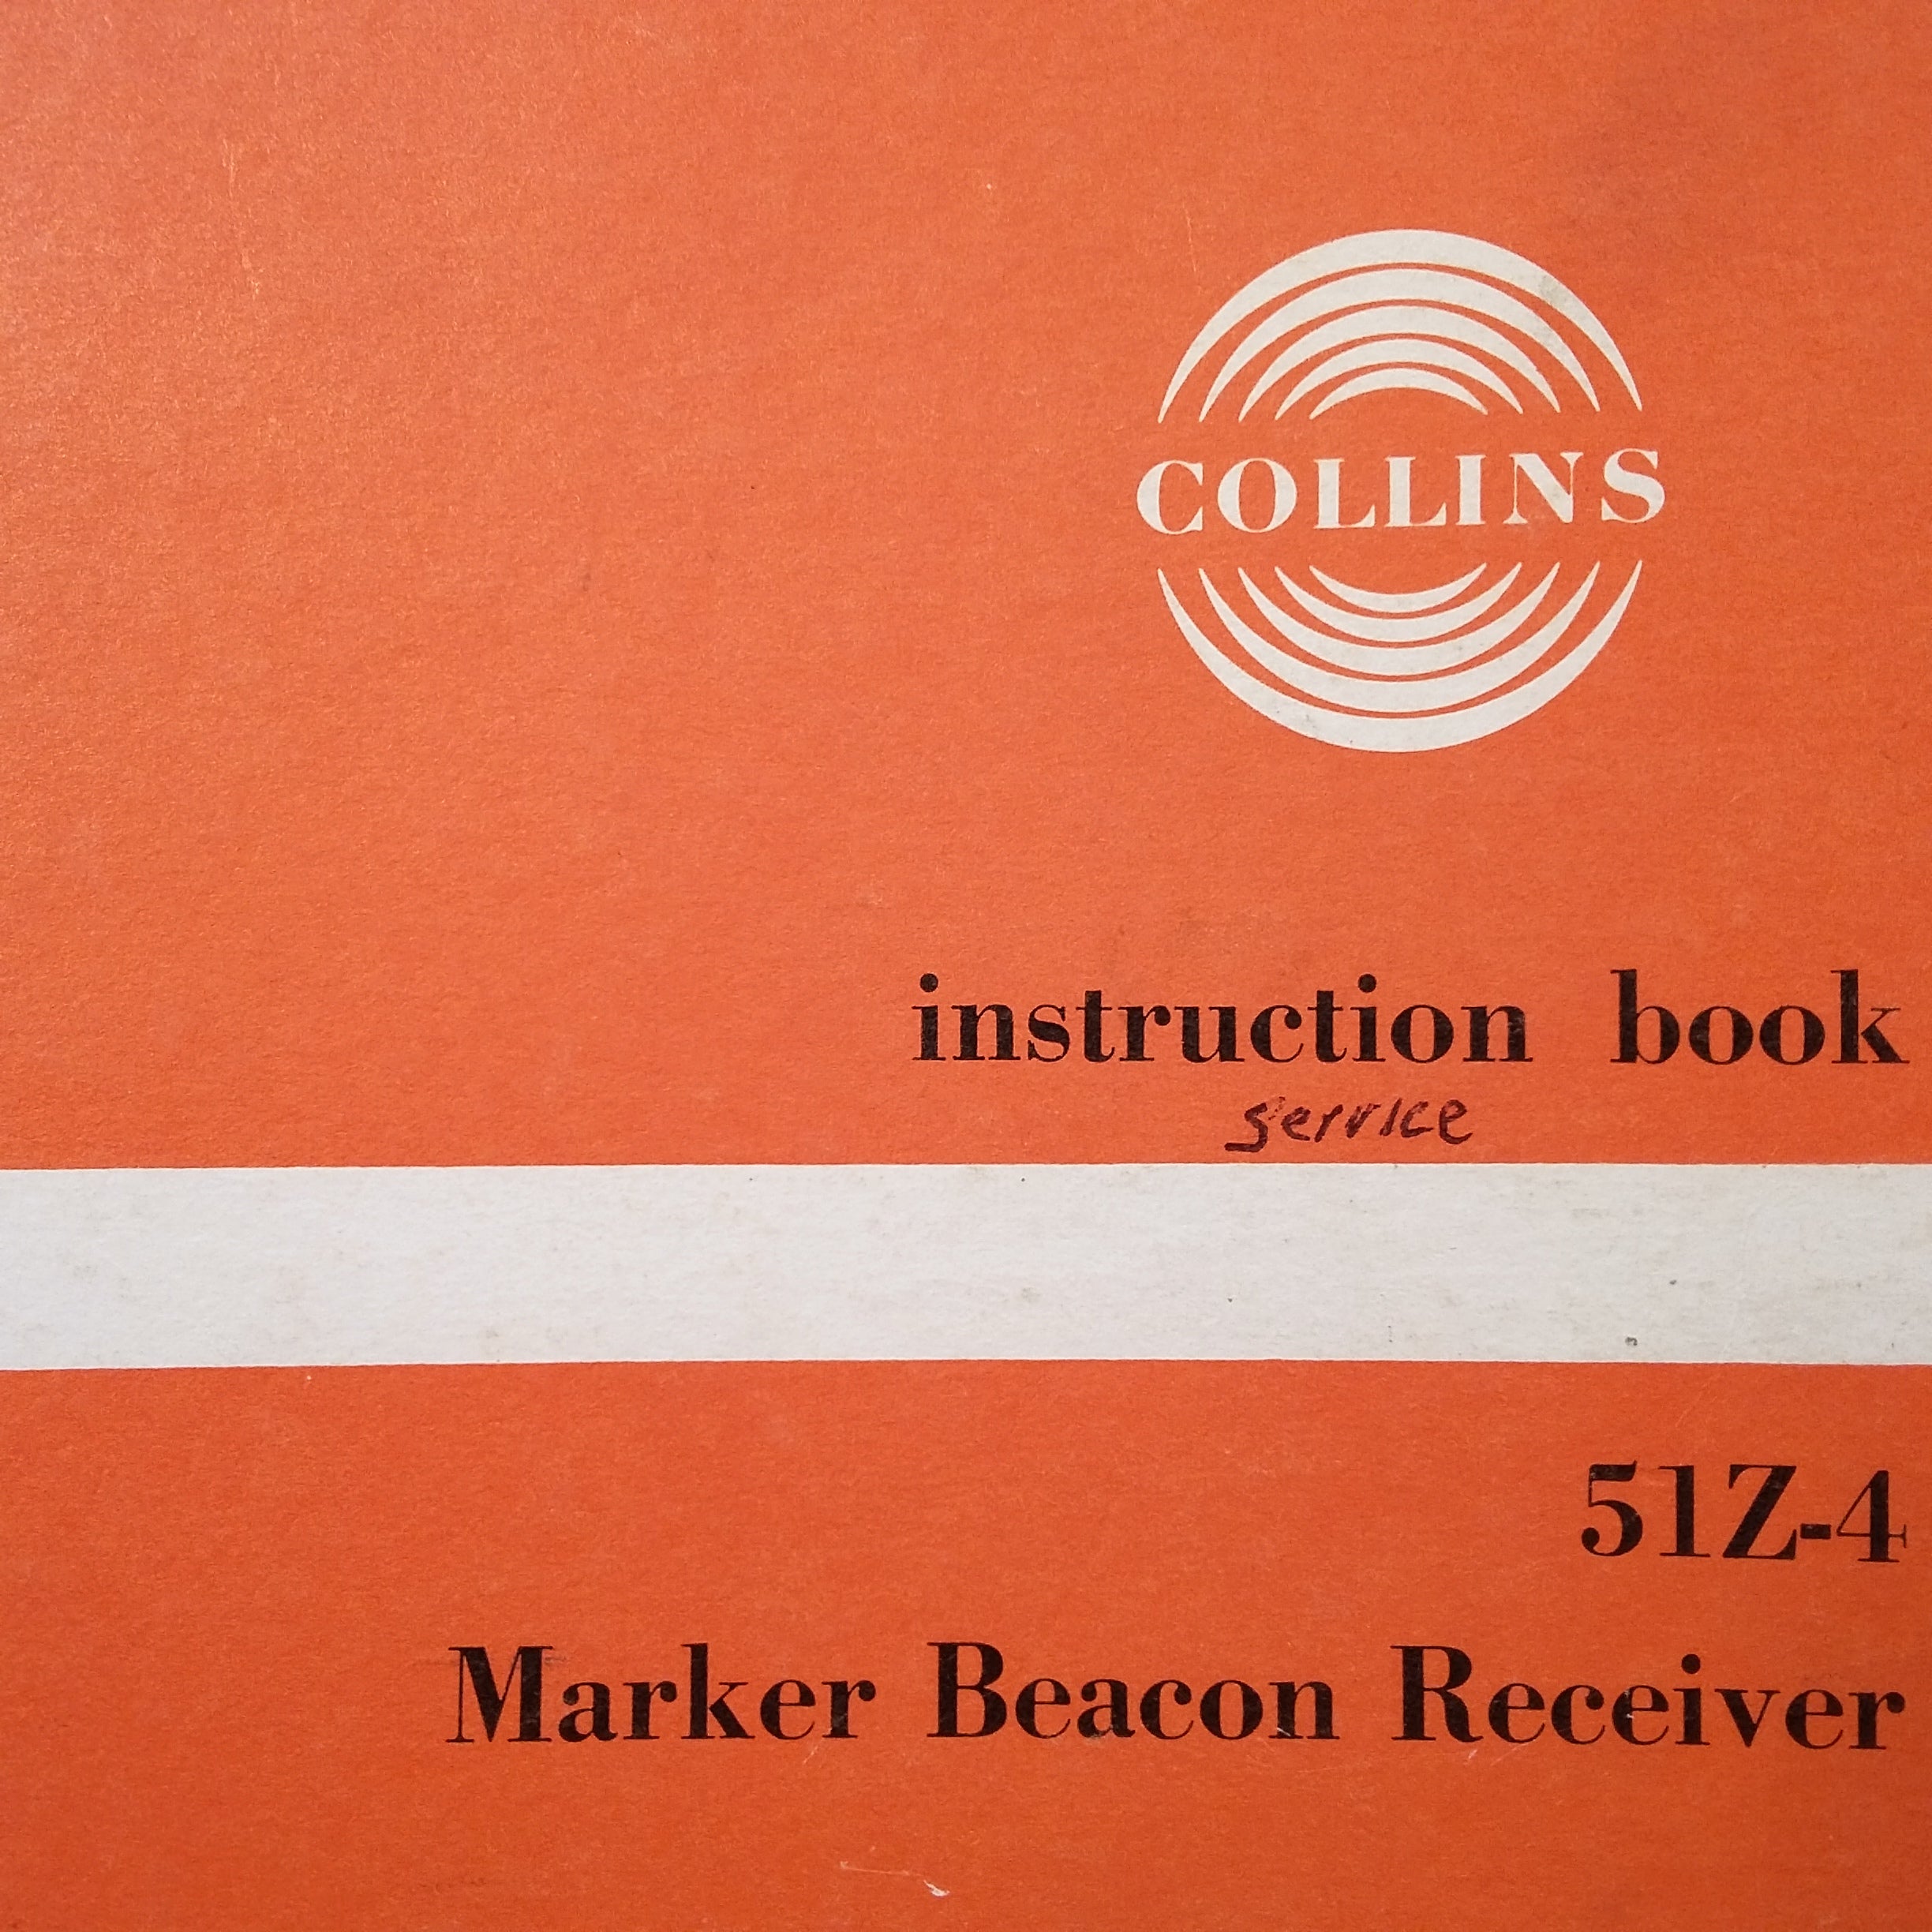 COLLINS
instruction book
service
51Z-4
Marker Beacon Receiver